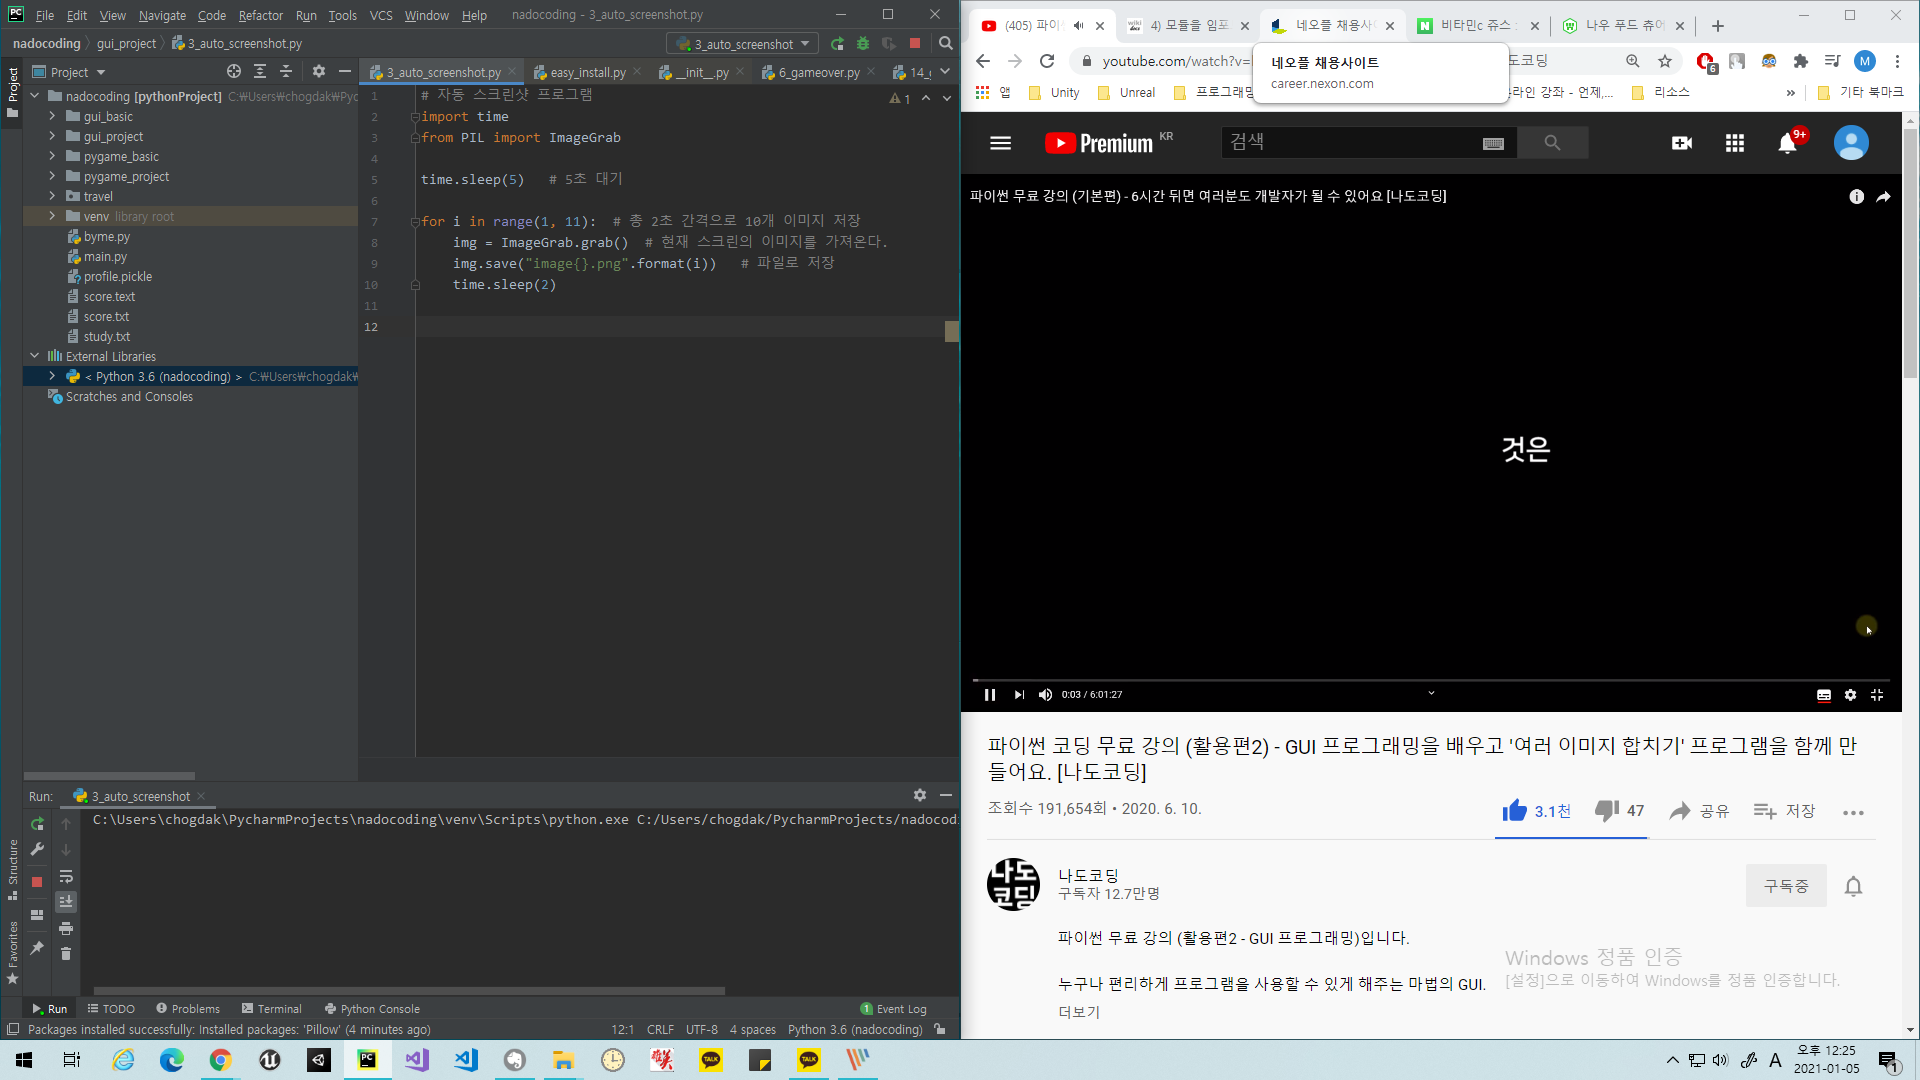 File Edit View Navigate Code Refactor Run Tools VCS Window Help nadocoding - 3_auto_screenshot.py
nadocoding gui_project 3_auto_screenshot.py
3_auto_screenshot
Project
Project
nadocoding [pythonProject] C:₩Users₩chogdak₩Pyc
gui_basic
gui_project
pygame_basic
pygame_project
travel
venv library root
byme.py
main.py
profile.pickle
score.text
score.txt
study.txt
External Libraries
< Python 3.6 (nadocoding) > C:₩Users₩chogdak₩
Scratches and Consoles
3_auto_screenshot.py easy_install.py __init__.py 6_gameover.py 14_
1 # 자동 스크린샷 프로그램
2 import time
3 from PIL import ImageGrab
4
5 time.sleep(5) # 5초 대기
6
7 for i in range(1, 11): # 총 2초 간격으로 10개 이미지 저장
8 img = ImageGrab.grab() # 현재 스크린의 이미지를 가져온다.
9 img.save("image{}.png".format(i)) # 파일로 저장
10 time.sleep(2)
11
12
1
Run: 3_auto_screenshot
C:\Users\chogdak\PycharmProjects\nadocoding\venv\Scripts\python.exe C:/Users/chogdak/PycharmProjects/nadocodi
Structure
Favorites
Run TODO Problems Terminal Python Console 1 Event Log
Packages installed successfully: Installed packages: 'Pillow' (4 minutes ago) 12:1 CRLF UTF-8 4 spaces Python 3.6 (nadocoding)
(405) 파이 4) 모듈을 임포 네오플 채용사 비타민c 쥬스 나우 푸드 츄어
youtube.com/watch?v= 도코딩 6 M
네오플 채용사이트
career.nexon.com
앱 Unity Unreal 프로그래밍 라인 강좌 - 언제,... 리소스 » 기타 북마크
Premium KR 검색 9+
파이썬 무료 강의 (기본편) - 6시간 뒤면 여러분도 개발자가 될 수 있어요 [나도코딩]
것은
0:03 / 6:01:27
파이썬 코딩 무료 강의 (활용편2) - GUI 프로그래밍을 배우고 '여러 이미지 합치기' 프로그램을 함께 만
들어요. [나도코딩]
조회수 191,654회 • 2020. 6. 10.
3.1천 47 공유 저장
나도
코딩
나도코딩
구독자 12.7만명
구독중
파이썬 무료 강의 (활용편2 - GUI 프로그래밍)입니다.
누구나 편리하게 프로그램을 사용할 수 있게 해주는 마법의 GUI.
더보기
Windows 정품 인증
[설정]으로 이동하여 Windows를 정품 인증합니다.
PC TALK TALK A 오후 12:25
2021-01-05 1